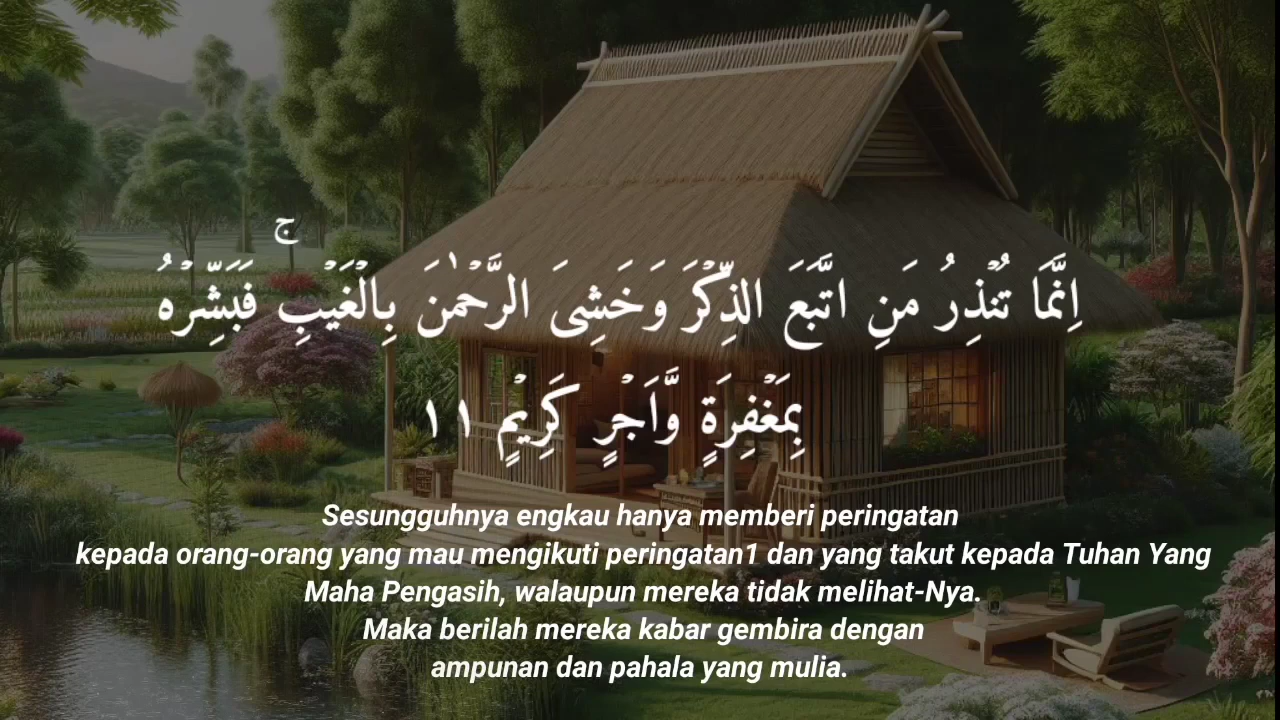 اِنَّمَا تُنْذِرُ مَنِ اتَّبَعَ الذِّكْرَ وَخَشِيَ الرَّحْمٰنَ بِالْغَيْبِۚ فَبَشِّرْهُ
بِمَغْفِرَةٍ وَّاَجْرٍ كَرِيْمٍ ١١
Sesungguhnya engkau hanya memberi peringatan
kepada orang-orang yang mau mengikuti peringatan1 dan yang takut kepada Tuhan Yang
Maha Pengasih, walaupun mereka tidak melihat-Nya.
Maka berilah mereka kabar gembira dengan
ampunan dan pahala yang mulia.